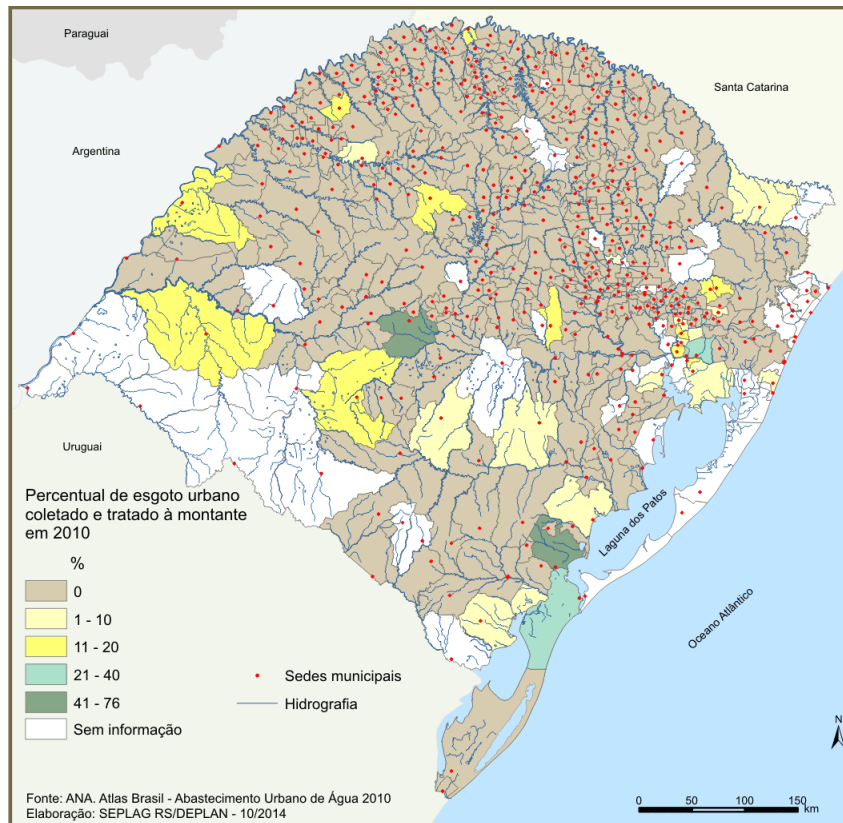 Paraguai
Santa Catarina
Argentina
Uruguai
Laguna dos Patos
Oceano Atlântico
Percentual de esgoto urbano
coletado e tratado à montante
em 2010
%
0
1 - 10
11 - 20
21 - 40
41 - 76
Sem informação
Sedes municipais
Hidrografia
N
Fonte: ANA. Atlas Brasil - Abastecimento Urbano de Água 2010
Elaboração: SEPLAG RS/DEPLAN - 10/2014
0 50 100 150
km